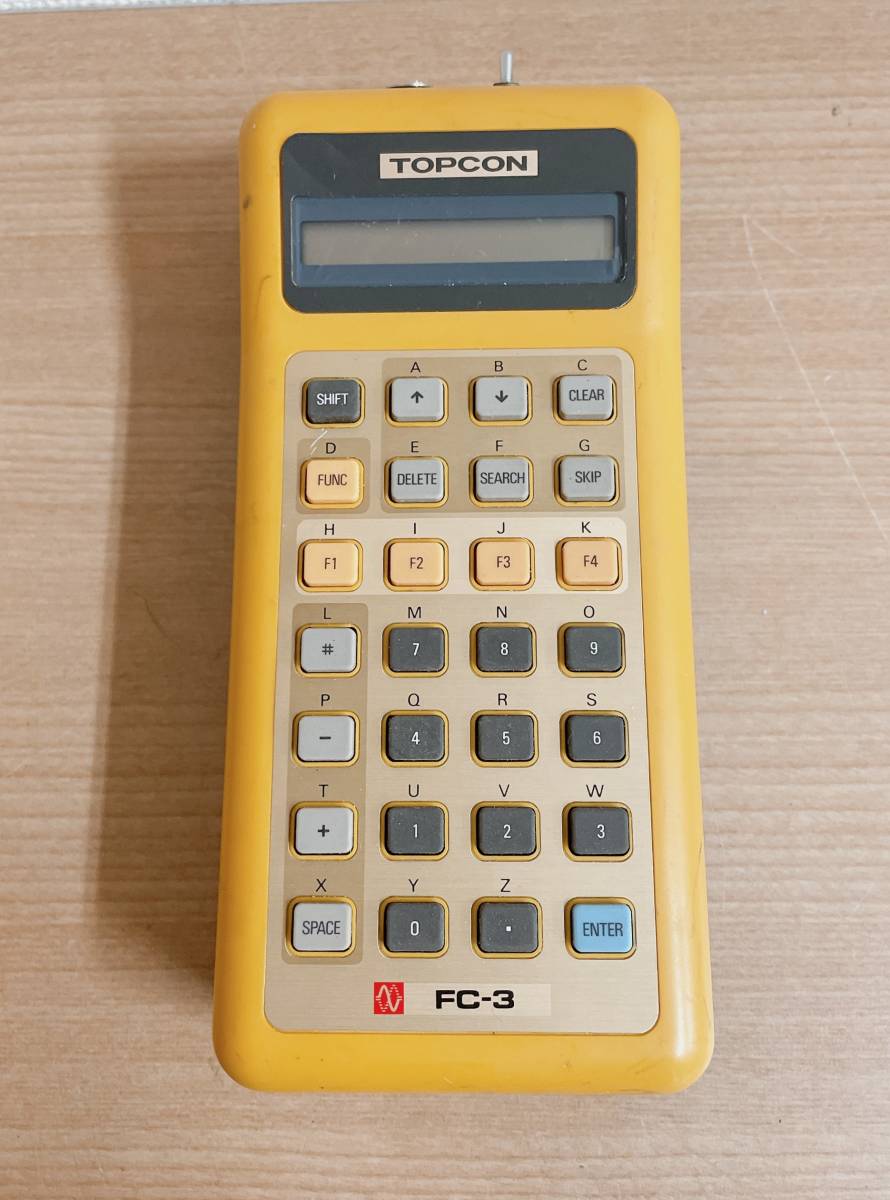 TOPCON
A B C
SHIFT ↑ ↓ CLEAR
D E F G
FUNC DELETE SEARCH SKIP
H I J K
F1 F2 F3 F4
L M N O
# 7 8 9
P Q R S
- 4 5 6
T U V W
+ 1 2 3
X Y Z
SPACE 0 . ENTER
FC-3